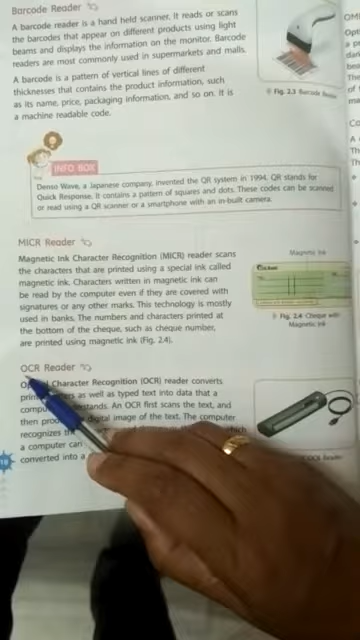 Barcode Reader
A barcode reader is a hand held scanner. It reads or scans
the barcodes that appear on different products using light
beams and displays the information on the monitor. Barcode
readers are most commonly used in supermarkets and malls.
A barcode is a pattern of vertical lines of different
thicknesses that contains the product information, such
as its name, price, packaging information, and so on. It is
a machine readable code.
Fig. 2.3 Barcode Reader
INFO BOX
Denso Wave, a Japanese company, invented the QR system in 1994. QR stands for
Quick Response. It contains a pattern of squares and dots. These codes can be scanned
or read using a QR scanner or a smartphone with an in-built camera.
MICR Reader
Magnetic Ink Character Recognition (MICR) reader scans
the characters that are printed using a special ink called
magnetic ink. Characters written in magnetic ink can
be read by the computer even if they are covered with
signatures or any other marks. This technology is mostly
used in banks. The numbers and characters printed at
the bottom of the cheque, such as cheque number,
are printed using magnetic ink (Fig. 2.4).
Magnetic Ink
Fig. 2.4 Cheque with
Magnetic Ink
OCR Reader
Character Recognition (OCR) reader converts
as well as typed text into data that a
An OCR first scans the text, and
then digital image of the text. The computer
recognizes which
a computer can
converted into a
OCR Reader